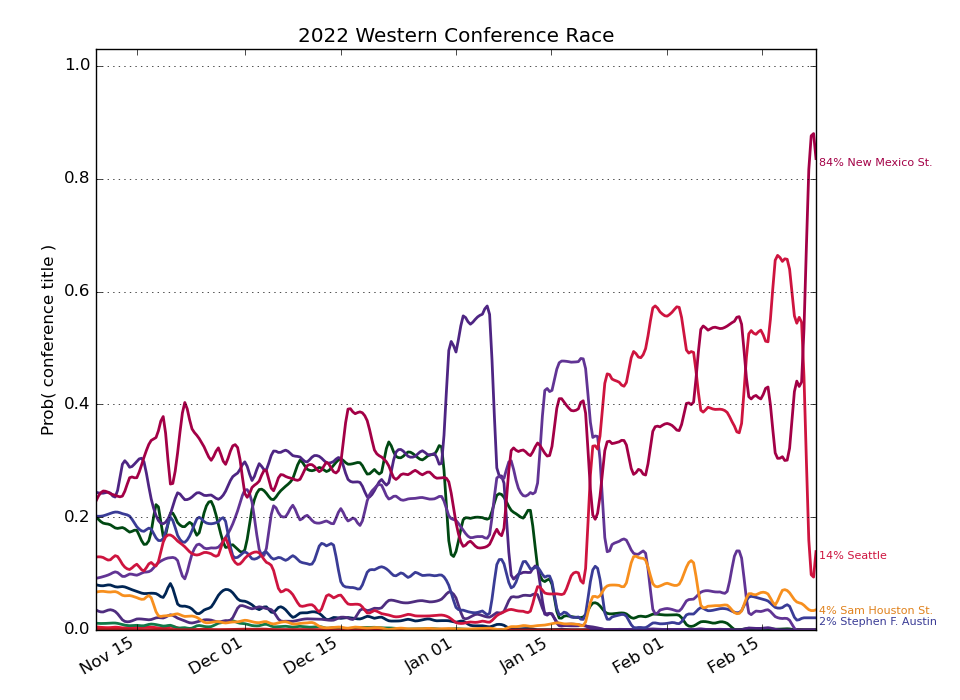 2022 Western Conference Race
Prob( conference title )
1.0
0.8
0.6
0.4
0.2
0.0
84% New Mexico St.
14% Seattle
4% Sam Houston St.
2% Stephen F. Austin
Nov 15
Dec 01
Dec 15
Jan 01
Jan 15
Feb 01
Feb 15